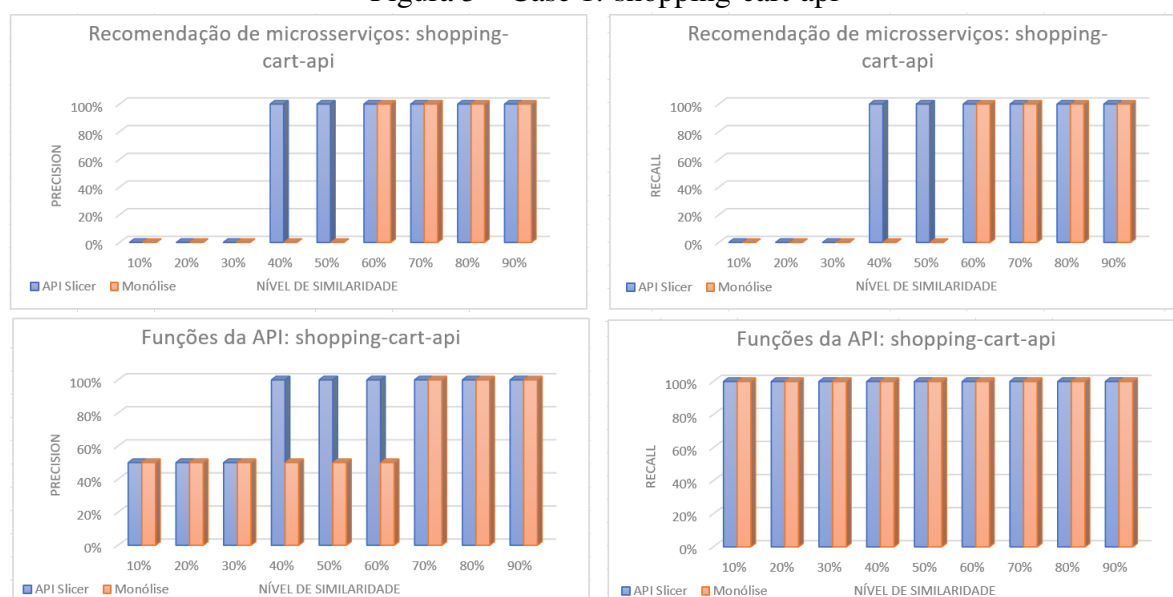 Figura 5 – Case 1: shopping-cart-api
Recomendação de microsserviços: shopping-
cart-api
PRECISION
100%
80%
60%
40%
20%
0%
10% 20% 30% 40% 50% 60% 70% 80% 90%
API Slicer Monólise NÍVEL DE SIMILARIDADE
Recomendação de microsserviços: shopping-
cart-api
RECALL
100%
80%
60%
40%
20%
0%
10% 20% 30% 40% 50% 60% 70% 80% 90%
API Slicer Monólise NÍVEL DE SIMILARIDADE
Funções da API: shopping-cart-api
PRECISION
100%
80%
60%
40%
20%
0%
10% 20% 30% 40% 50% 60% 70% 80% 90%
API Slicer Monólise NÍVEL DE SIMILARIDADE
Funções da API: shopping-cart-api
RECALL
100%
80%
60%
40%
20%
0%
10% 20% 30% 40% 50% 60% 70% 80% 90%
API Slicer Monólise NÍVEL DE SIMILARIDADE